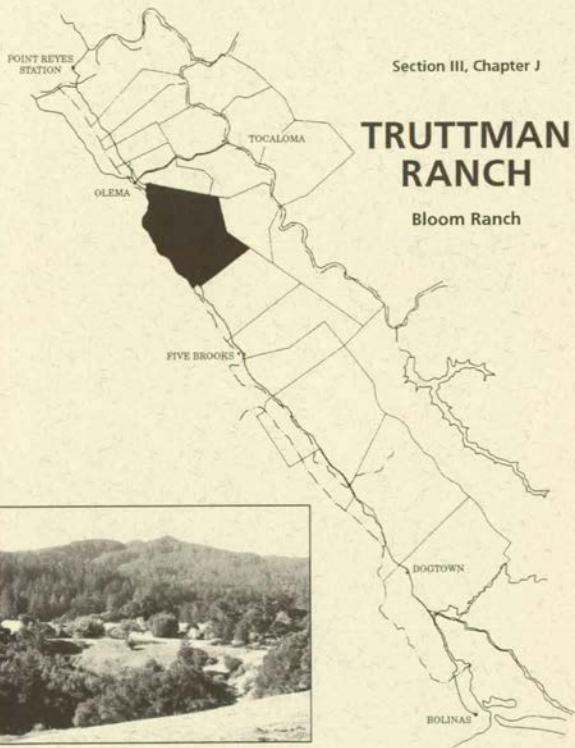 POINT REYES
STATION
Section III, Chapter J
TRUTTMAN
RANCH
Bloom Ranch
TOCALOMA
OLEMA
FIVE BROOKS
DOGTOWN
BOLINAS